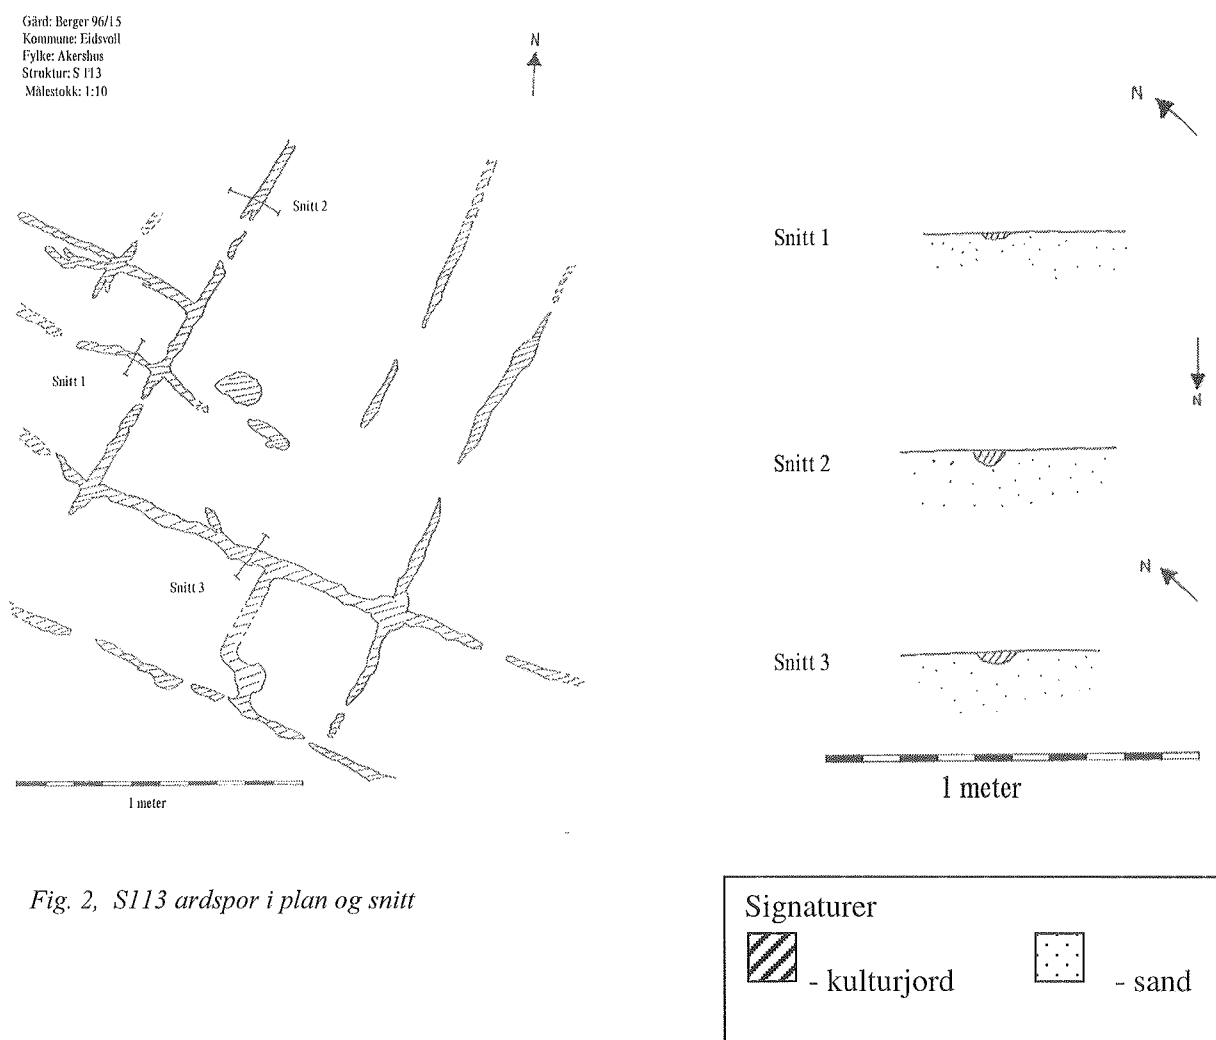 Gård: Berger 96/15
Kommune: Eidsvoll
Fylke: Akershus
Struktur: S 113
Målestokk: 1:10
N
Snitt 2
Snitt 1
Snitt 3
1 meter
N
Snitt 1
N
Snitt 2
N
Snitt 3
1 meter
Fig. 2, S113 ardspor i plan og snitt
Signaturer
- kulturjord
- sand